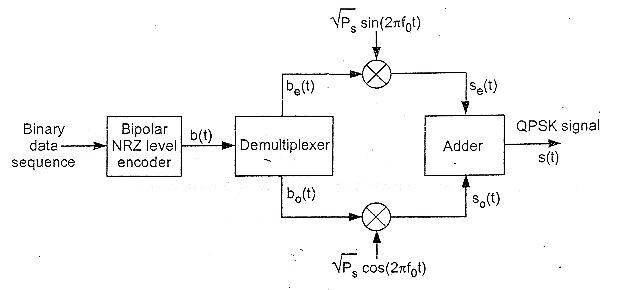 √Ps sin(2πf₀t)
be(t)
se(t)
Binary
data
sequence
Bipolar
NRZ level
encoder
b(t)
Demultiplexer
Adder
QPSK signal
s(t)
bo(t)
so(t)
√Ps cos(2πf₀t)